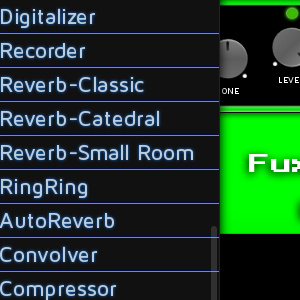 Digitalizer
Recorder
Reverb-Classic
Reverb-Catedral
Reverb-Small Room
RingRing
AutoReverb
Convolver
Compressor
ONE
LEVE
Fu